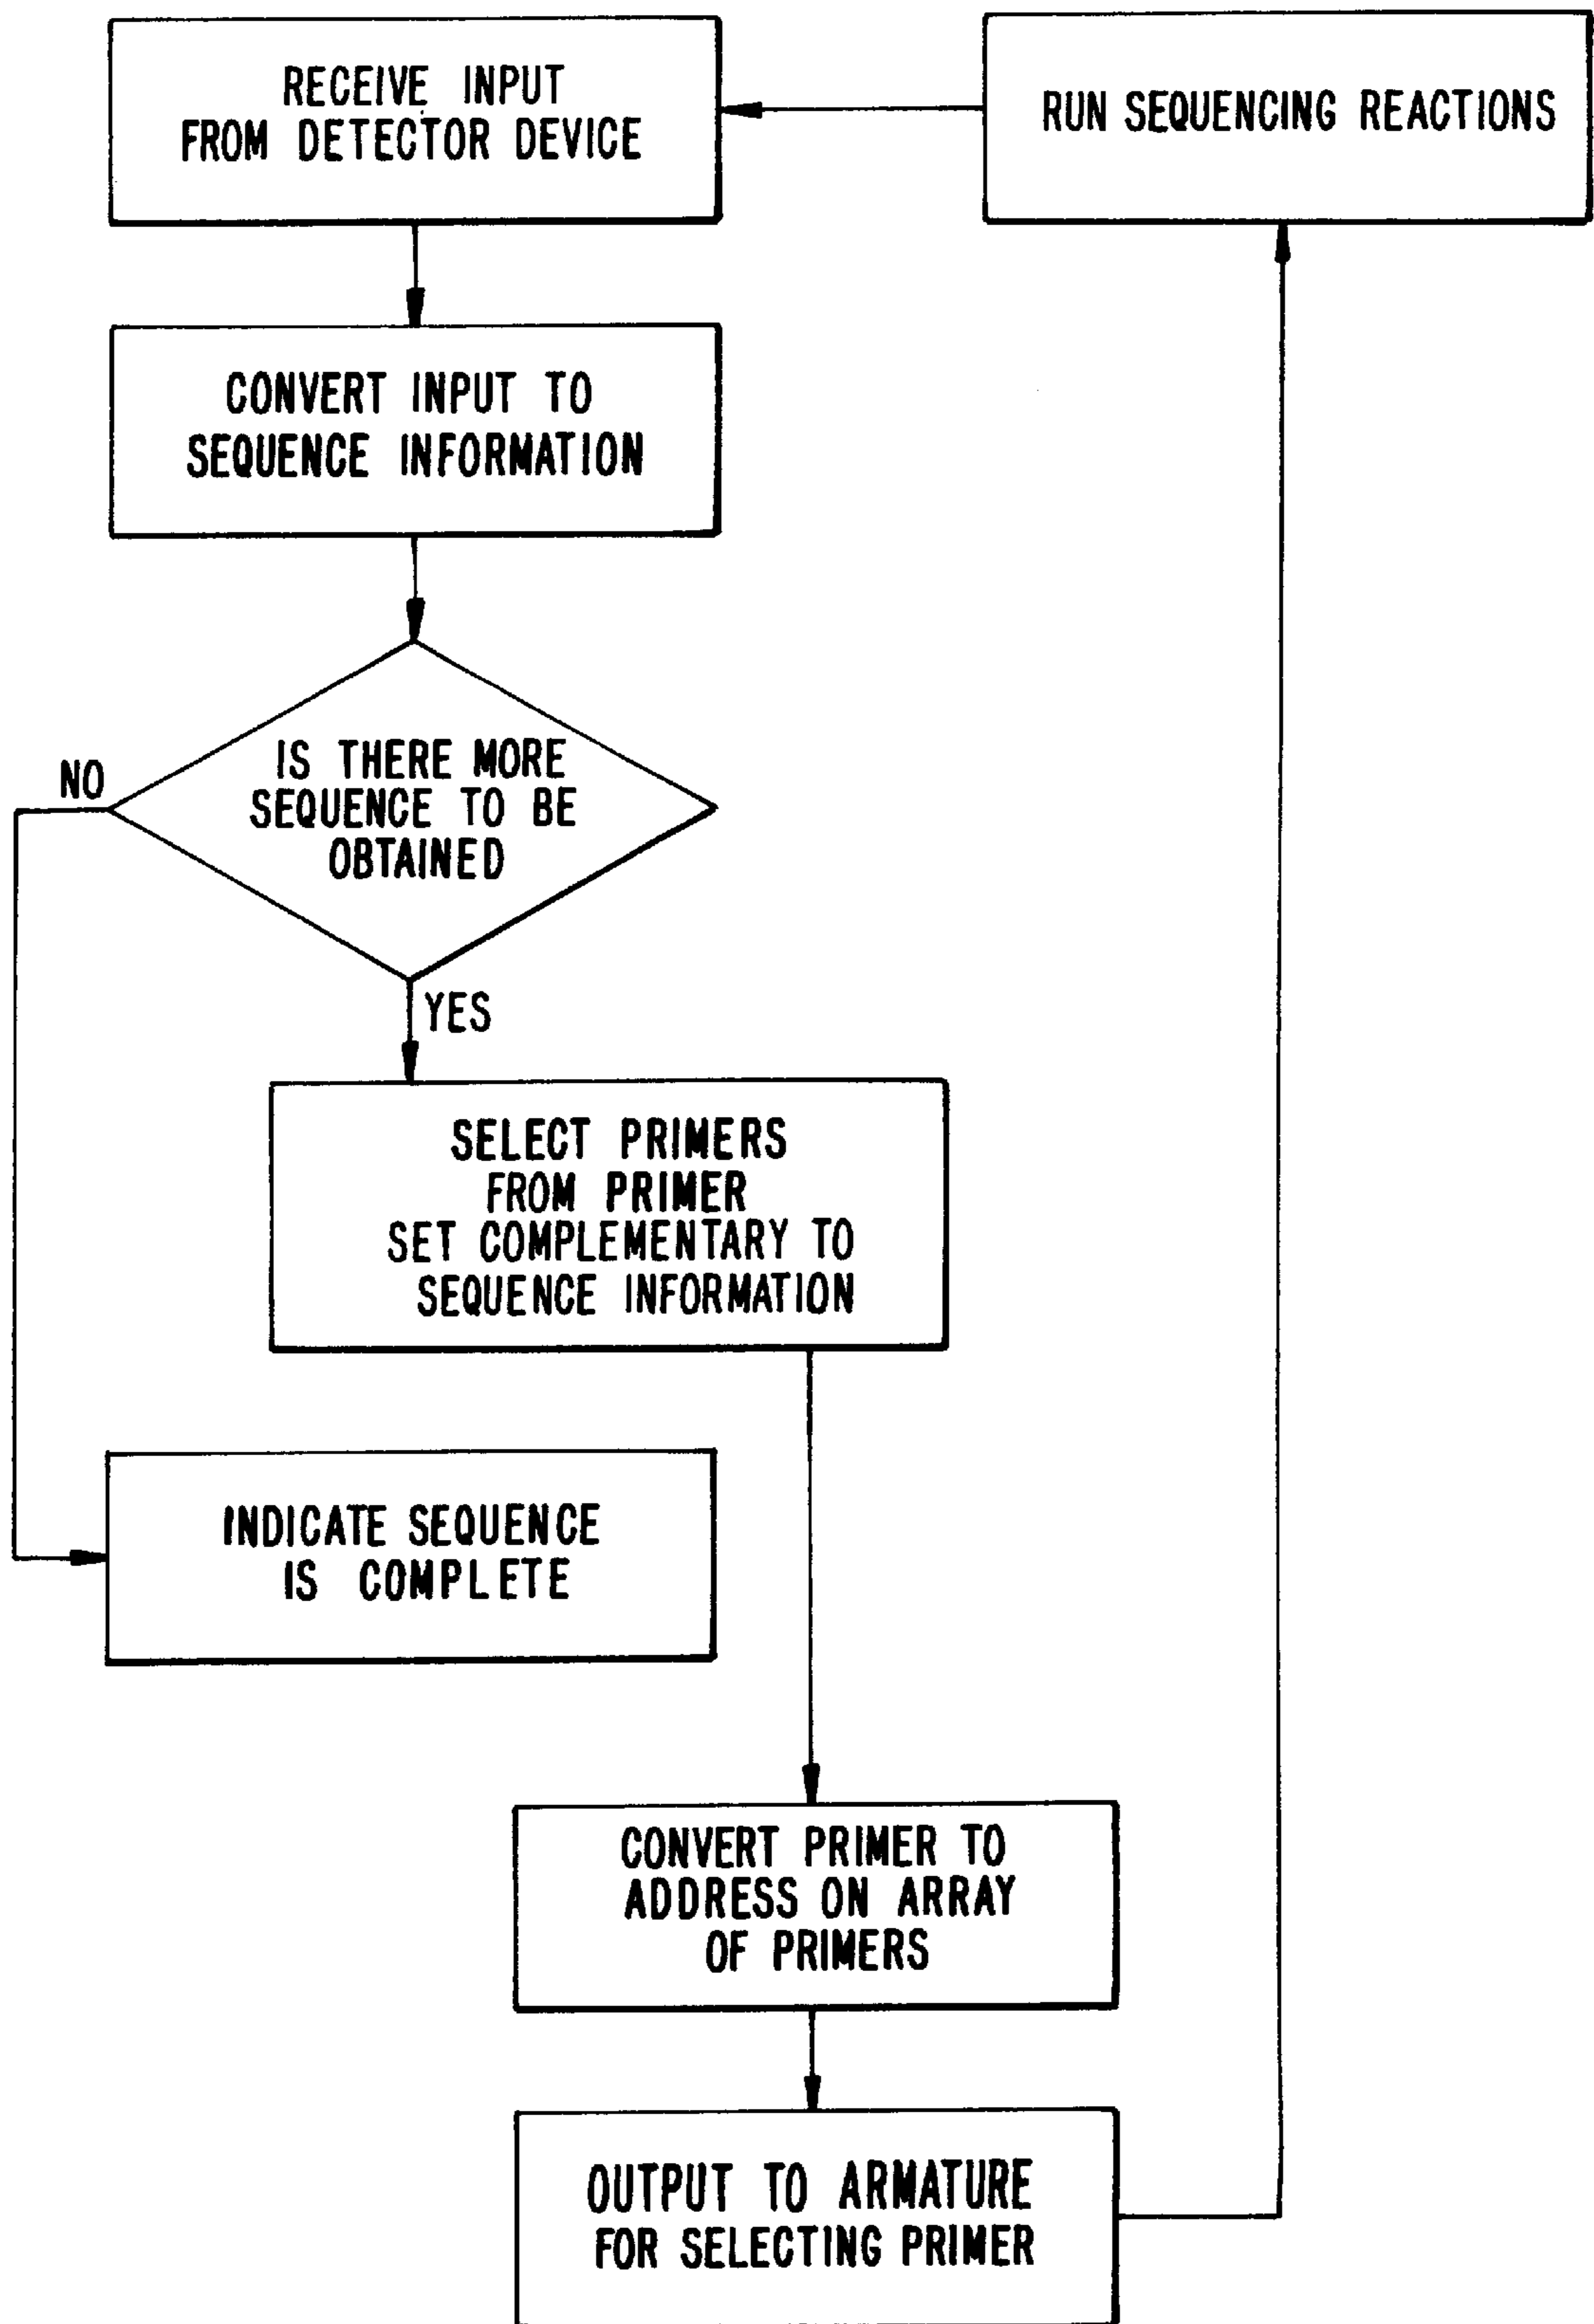 RECEIVE INPUT
FROM DETECTOR DEVICE
RUN SEQUENCING REACTIONS
CONVERT INPUT TO
SEQUENCE INFORMATION
IS THERE MORE
SEQUENCE TO BE
OBTAINED
NO
YES
SELECT PRIMERS
FROM PRIMER
SET COMPLEMENTARY TO
SEQUENCE INFORMATION
INDICATE SEQUENCE
IS COMPLETE
CONVERT PRIMER TO
ADDRESS ON ARRAY
OF PRIMERS
OUTPUT TO ARMATURE
FOR SELECTING PRIMER